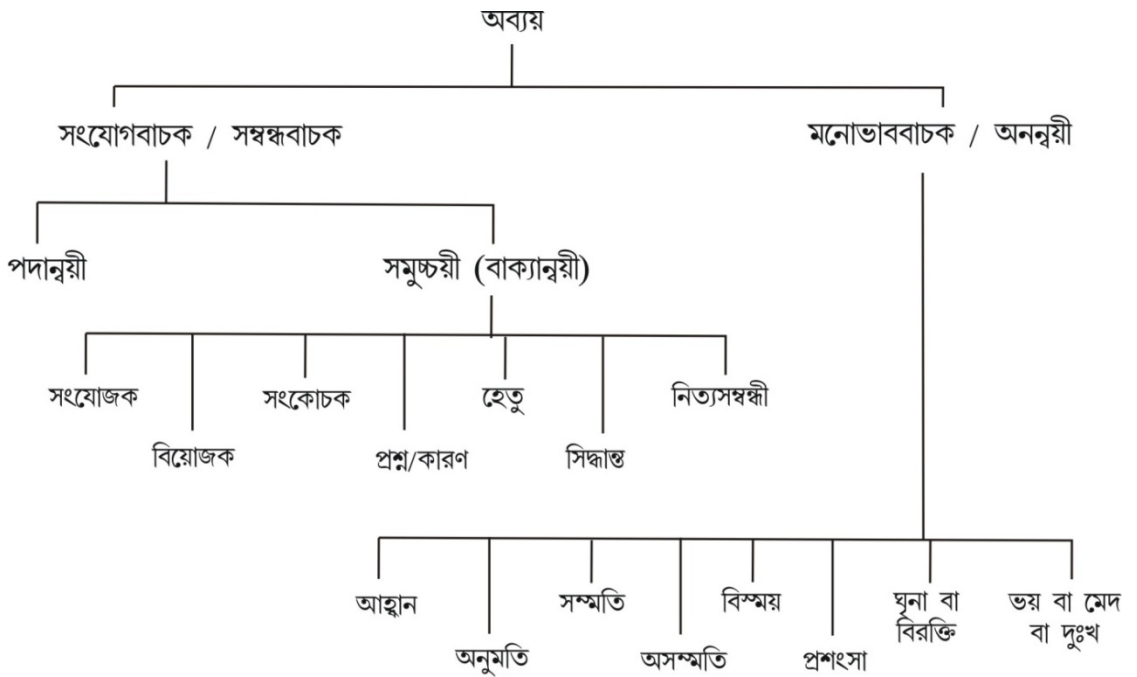 অব্যয়
সংযোগবাচক / সম্বন্ধবাচক
মনোভাববাচক / অনন্বয়ী
পদান্বয়ী
সমুচ্চয়ী (বাক্যান্বয়ী)
সংযোজক
বিয়োজক
সংকোচক
প্রশ্ন/কারণ
হেতু
সিদ্ধান্ত
নিত্যসম্বন্ধী
আহ্বান
অনুমতি
সম্মতি
অসম্মতি
বিস্ময়
প্রশংসা
ঘৃনা বা
বিরক্তি
ভয় বা মেদ
বা দুঃখ